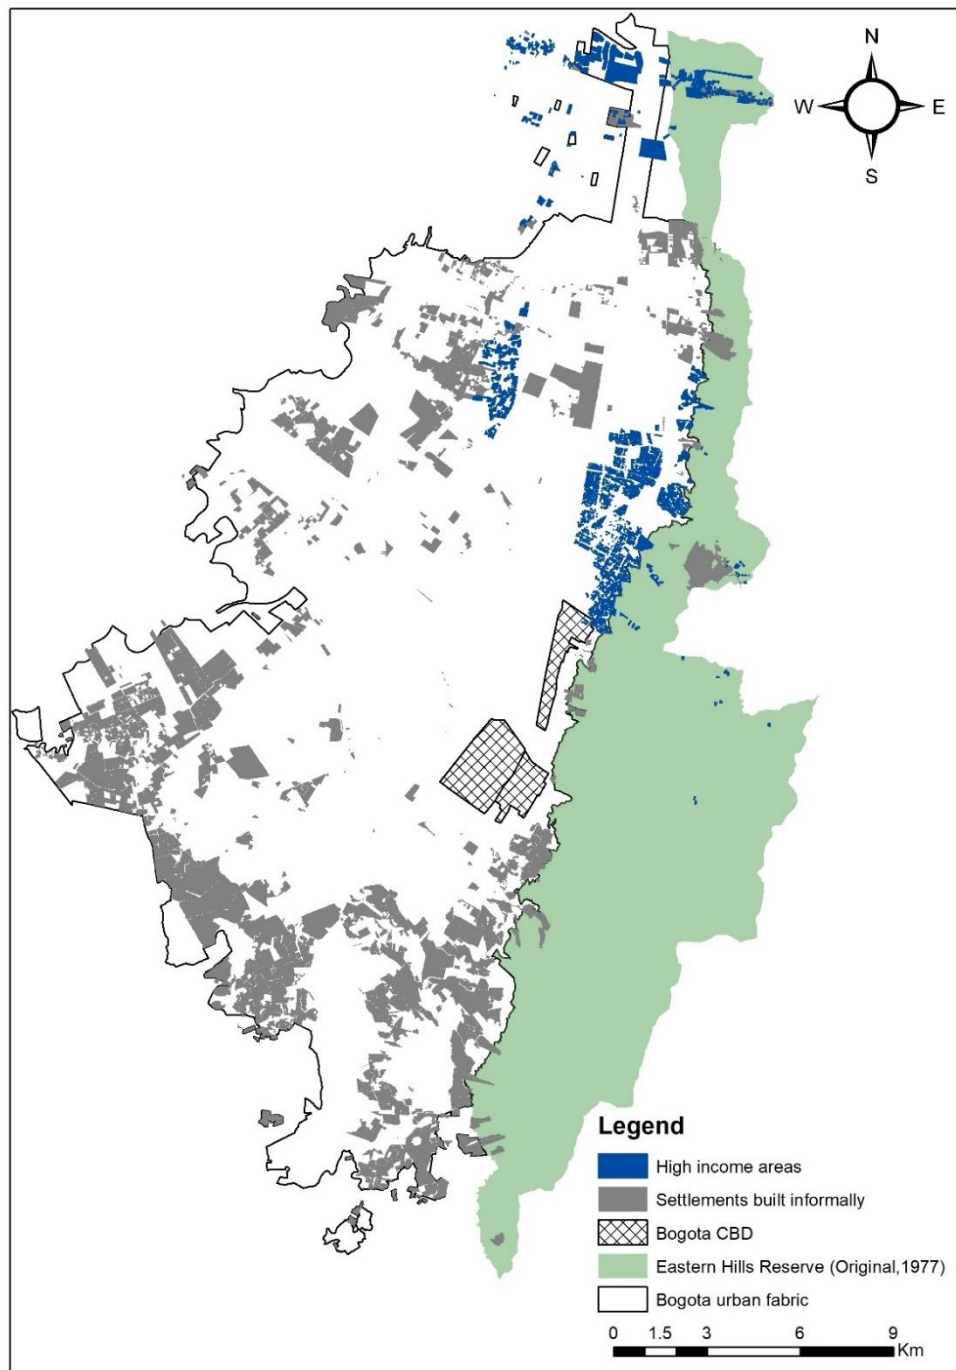 N
W E
S
Legend
High income areas
Settlements built informally
Bogota CBD
Eastern Hills Reserve (Original,1977)
Bogota urban fabric
0 1.5 3 6 9
Km